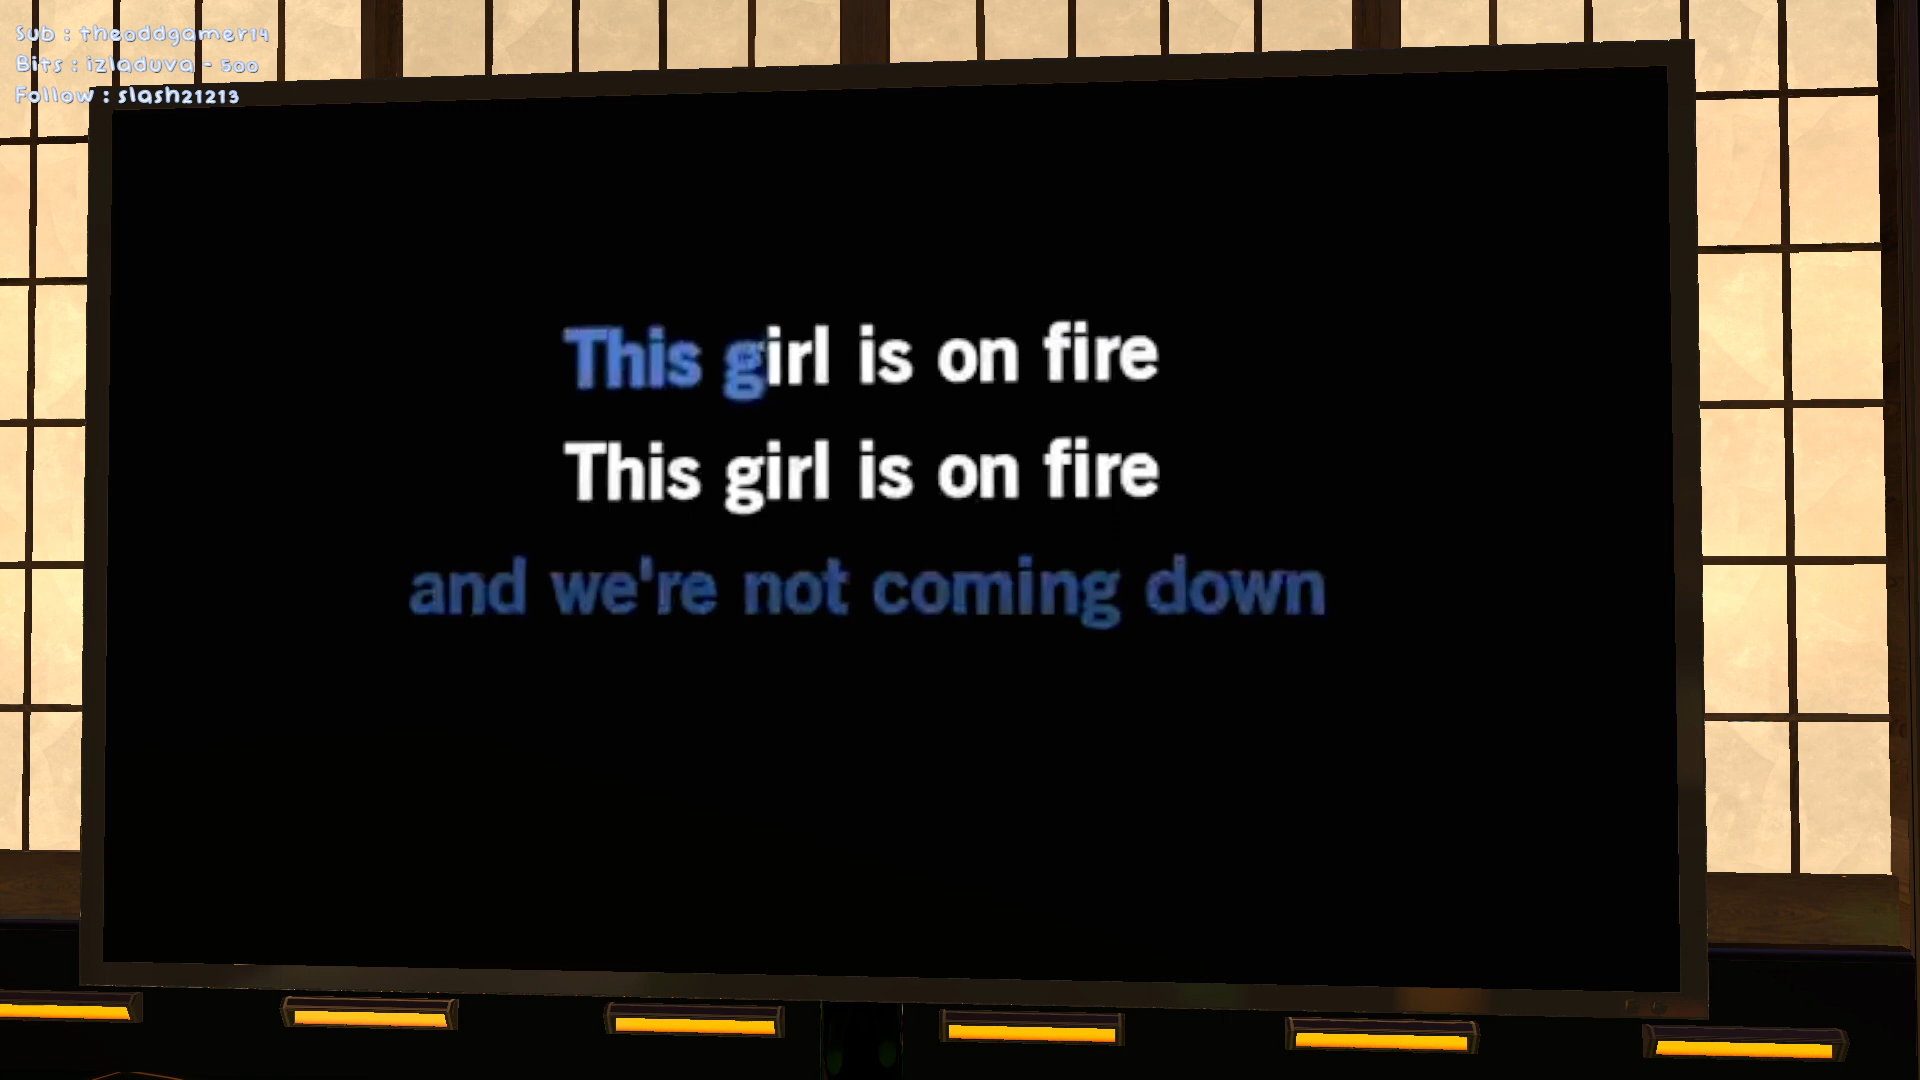 Sub : theoddgamer14
Bits : izladuva - 500
Follow : slash21213
This girl is on fire
This girl is on fire
and we're not coming down